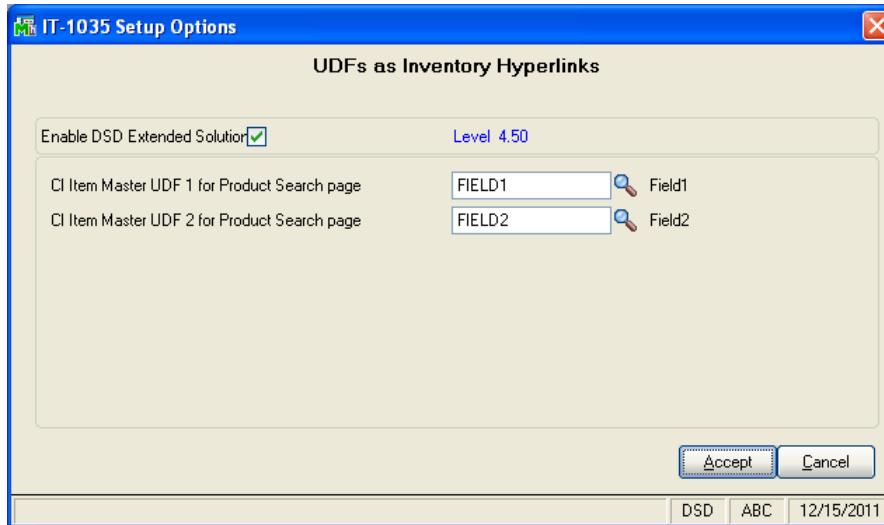 IT-1035 Setup Options
UDFs as Inventory Hyperlinks
Enable DSD Extended Solution Level 4.50
CI Item Master UDF 1 for Product Search page FIELD1 Field1
CI Item Master UDF 2 for Product Search page FIELD2 Field2
Accept Cancel
DSD ABC 12/15/2011